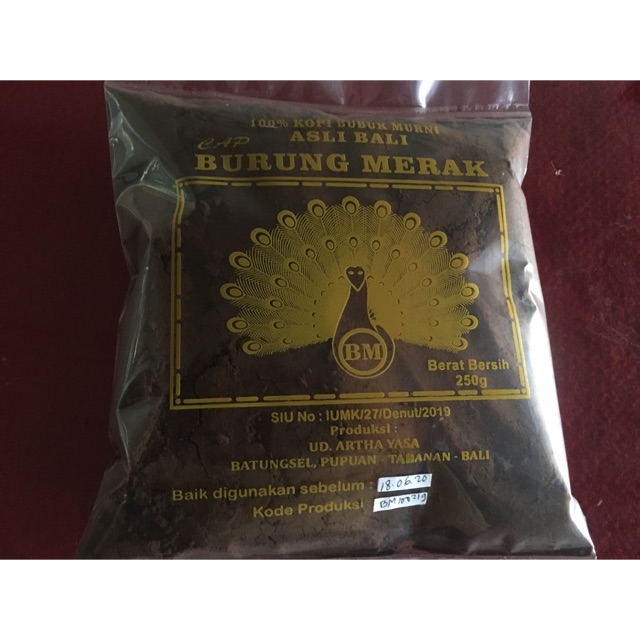 100% KOPI BUBUK MURNI
ASLI BALI
CAP
BURUNG MERAK
BM
Berat Bersih
250g
SIU No : IUMK/27/Denut/2019
Produksi :
UD. ARTHA YASA
BATUNGSEL, PUPUAN - TABANAN - BALI
Baik digunakan sebelum : 18.06.20
Kode Produksi